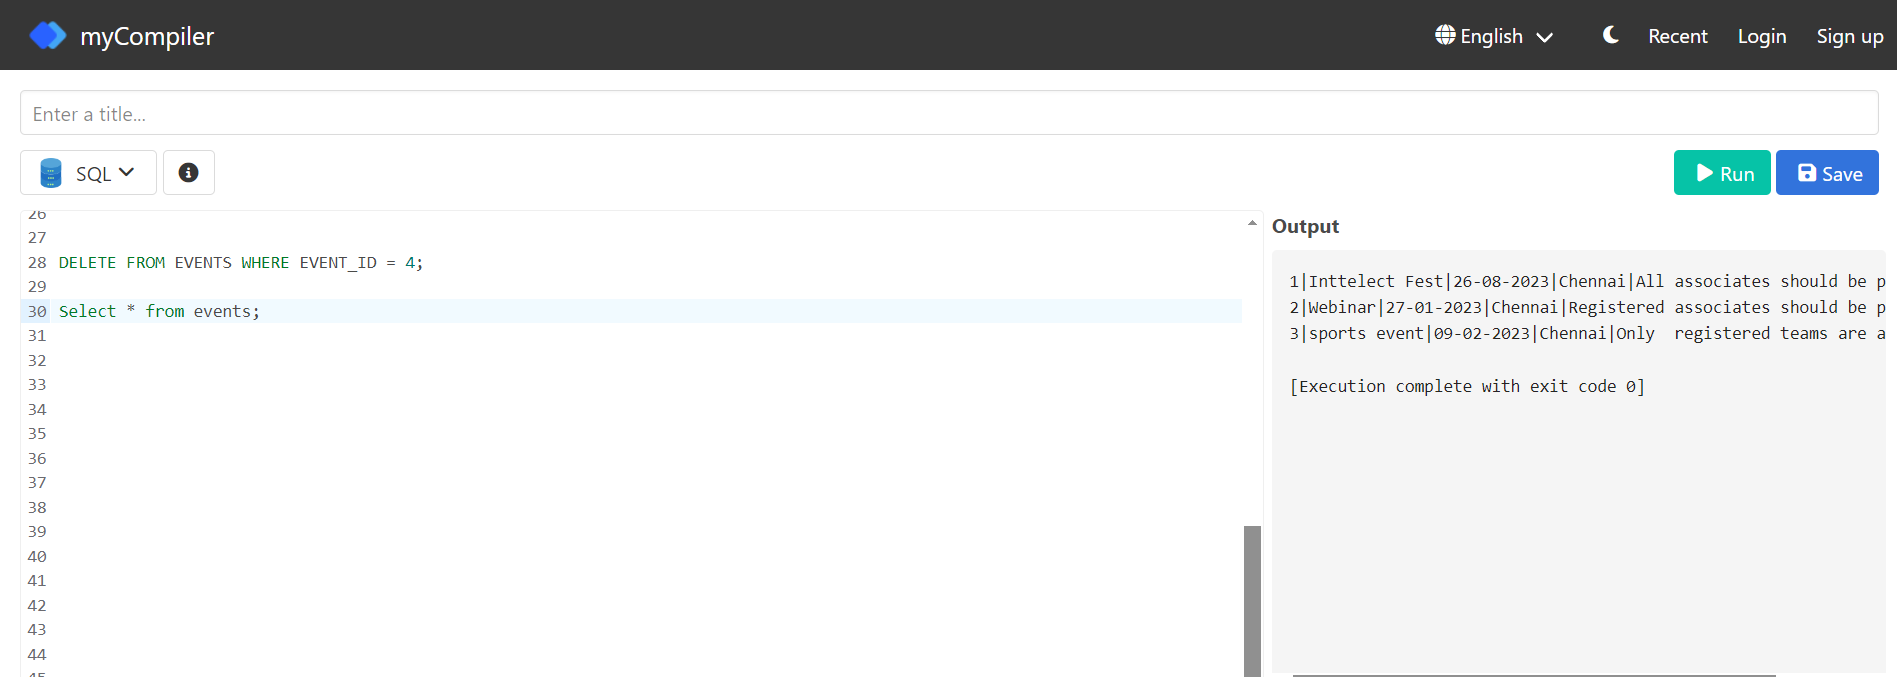 myCompiler
English
Recent
Login
Sign up
Enter a title...
SQL
Run
Save
26
27
28 DELETE FROM EVENTS WHERE EVENT_ID = 4;
29
30 Select * from events;
31
32
33
34
35
36
37
38
39
40
41
42
43
44
45
Output
1|Inttelect Fest|26-08-2023|Chennai|All associates should be p
2|Webinar|27-01-2023|Chennai|Registered associates should be p
3|sports event|09-02-2023|Chennai|Only  registered teams are a
[Execution complete with exit code 0]